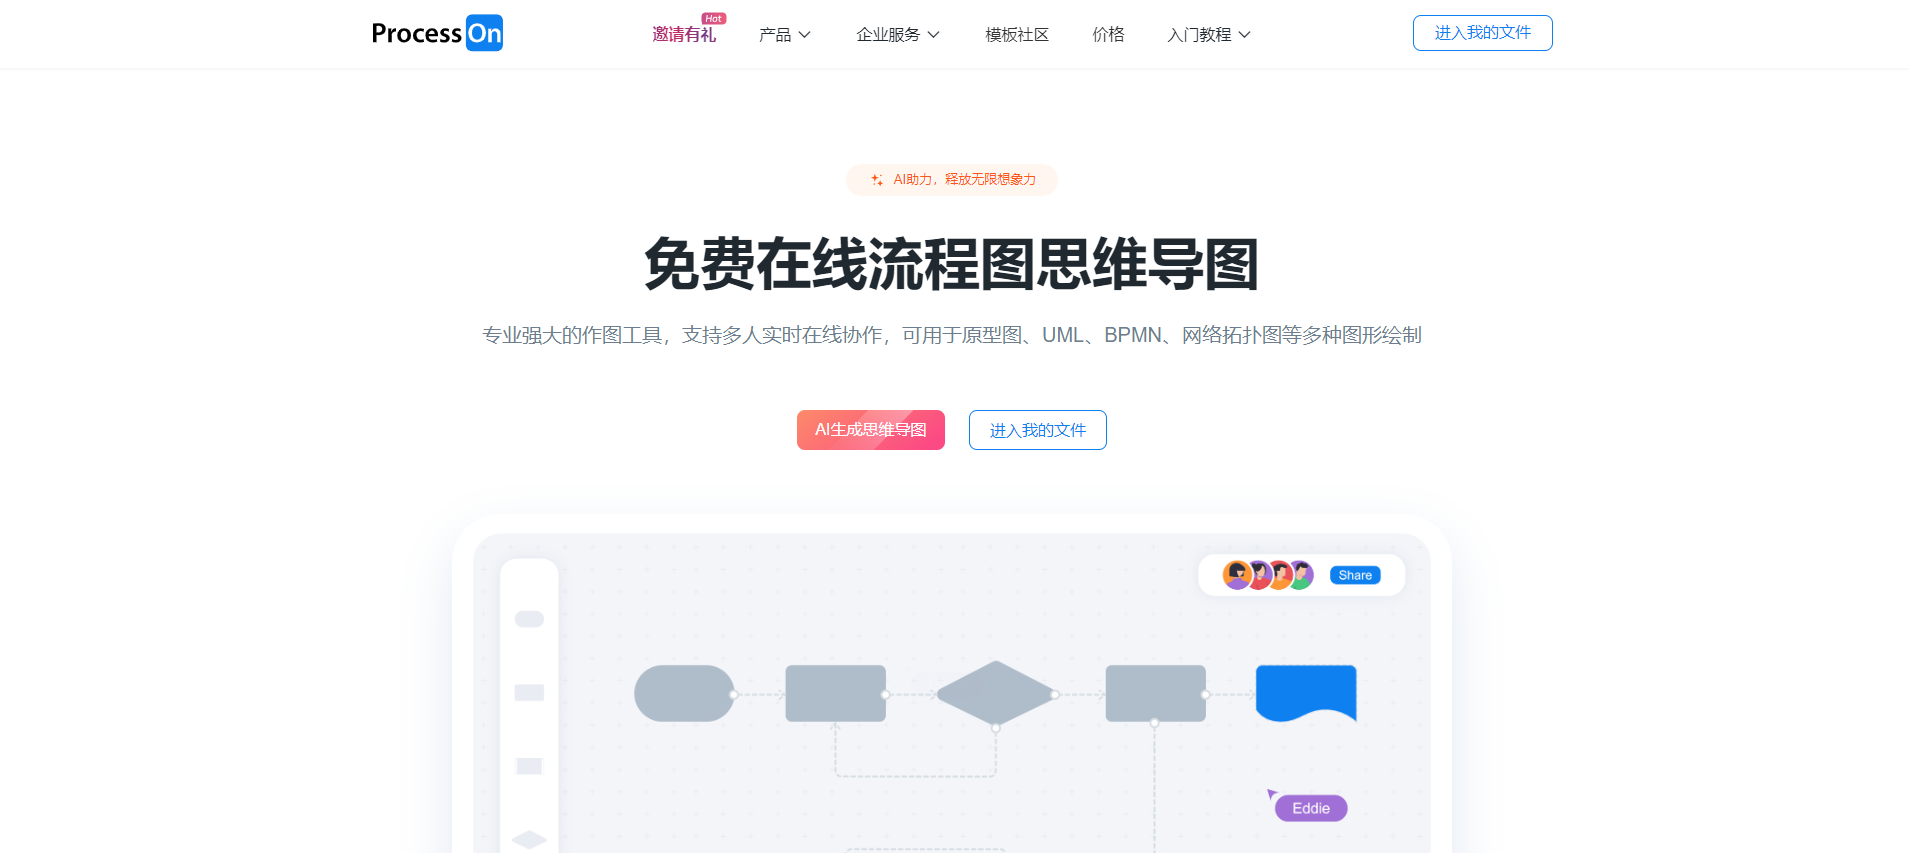 ProcessOn
邀请有礼
Hot
产品
企业服务
模板社区
价格
入门教程
进入我的文件
AI助力，释放无限想象力
免费在线流程图思维导图
专业强大的作图工具，支持多人实时在线协作，可用于原型图、UML、BPMN、网络拓扑图等多种图形绘制
AI生成思维导图
进入我的文件
Share
Eddie